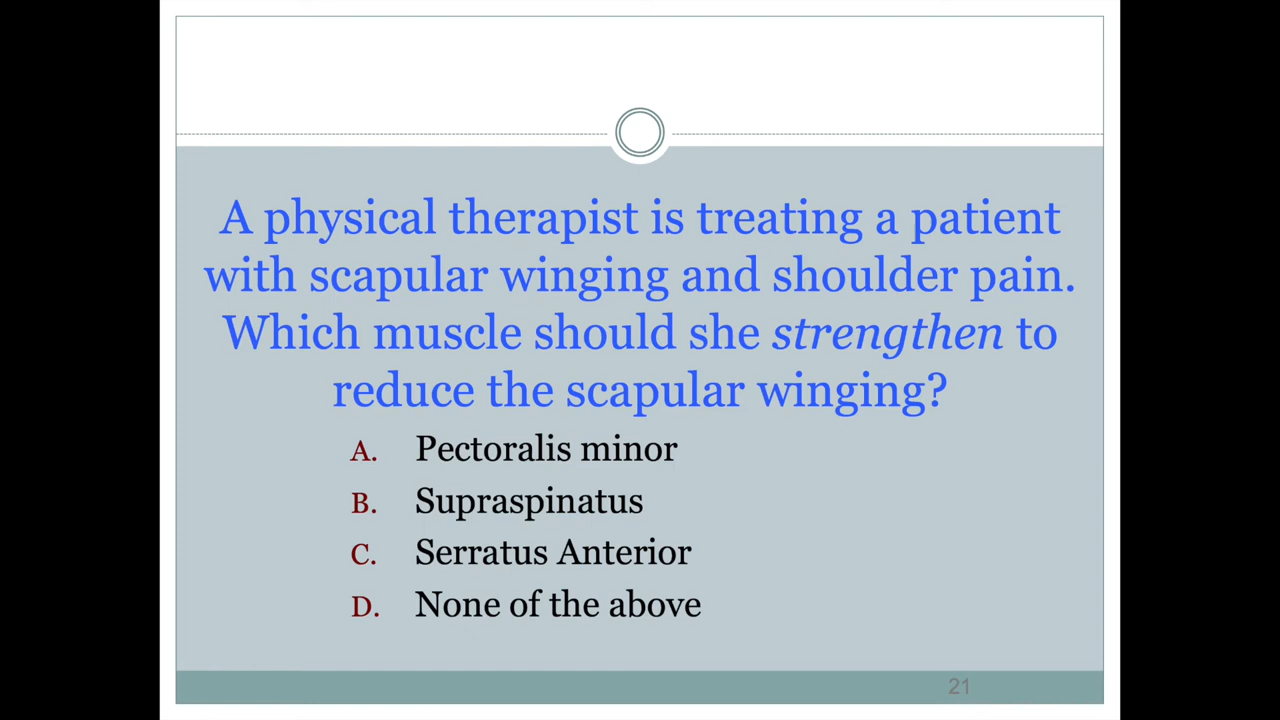 A physical therapist is treating a patient
with scapular winging and shoulder pain.
Which muscle should she strengthen to
reduce the scapular winging?
A. Pectoralis minor
B. Supraspinatus
C. Serratus Anterior
D. None of the above
21